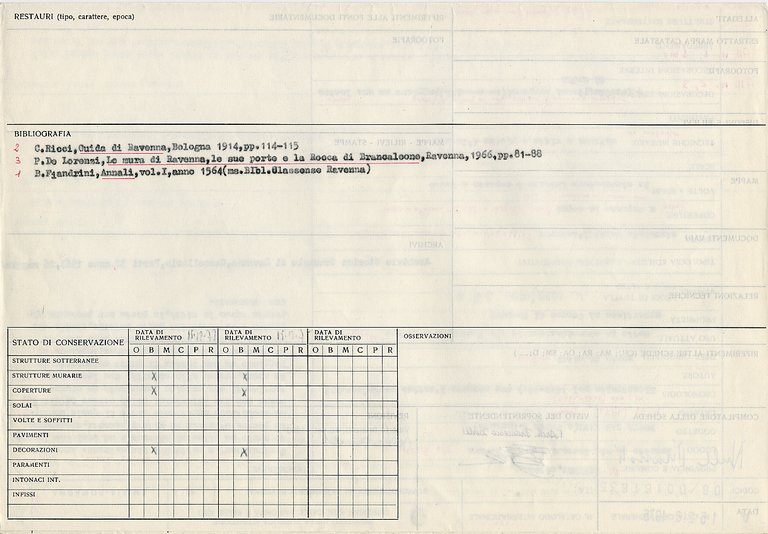 RESTAURI (tipo, carattere, epoca)
BIBLIOGRAFIA
2 C.Ricci,Guida di Ravenna,Bologna 1914,pp.114-115
3 P.De Lorenzi,Le mura di Ravenna,le sue porte e la Rocca di Brancaleone,Ravenna,1966,pp.81-88
1 B.Fiandrini,Annali,vol.I,anno 1564(ms.BIbl.Classense Ravenna)
STATO DI CONSERVAZIONE DATA DI RILEVAMENTO DATA DI RILEVAMENTO DATA DI RILEVAMENTO OSSERVAZIONI
O B M C P R O B M C P R O B M C P R
STRUTTURE SOTTERRANEE
STRUTTURE MURARIE X X
COPERTURE X X
SOLAI
VOLTE E SOFFITTI
PAVIMENTI
DECORAZIONI X X
PARAMENTI
INTONACI INT.
INFISSI